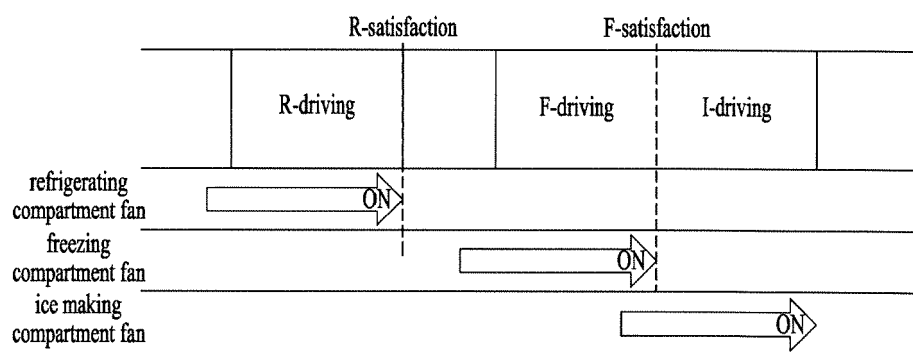 R-satisfaction
F-satisfaction
R-driving
F-driving
I-driving
refrigerating
compartment fan
ON
freezing
compartment fan
ON
ice making
compartment fan
ON